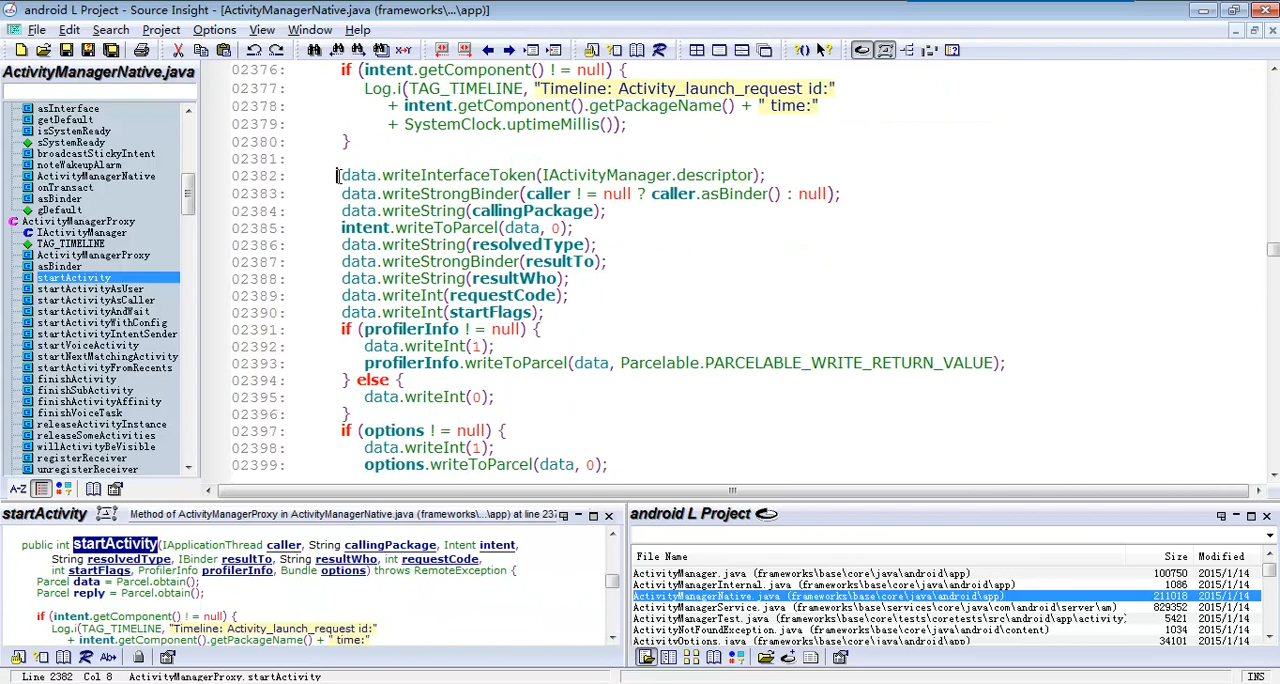 android L Project - Source Insight - [ActivityManagerNative.java (frameworks\...\app)]
File Edit Search Project Options View Window Help
ActivityManagerNative.java
asInterface
getDefault
isSystemReady
sSystemReady
broadcastStickyIntent
noteWakeupAlarm
ActivityManagerNative
onTransact
asBinder
gDefault
ActivityManagerProxy
IActivityManager
TAG_TIMELINE
ActivityManagerProxy
asBinder
startActivity
startActivityAsUser
startActivityAsCaller
startActivityAndWait
startActivityWithConfig
startActivityIntentSender
startVoiceActivity
startNextMatchingActivity
startActivityFromRecents
finishActivity
finishSubActivity
finishActivityAffinity
finishVoiceTask
releaseActivityInstance
releaseSomeActivities
willActivityBeVisible
registerReceiver
unregisterReceiver
A-Z
02376: if (intent.getComponent() != null) {
02377: Log.i(TAG_TIMELINE, "Timeline: Activity_launch_request id:"
02378: + intent.getComponent().getPackageName() + " time:"
02379: + SystemClock.uptimeMillis());
02380: }
02381:
02382: data.writeInterfaceToken(IActivityManager.descriptor);
02383: data.writeStrongBinder(caller != null ? caller.asBinder() : null);
02384: data.writeString(callingPackage);
02385: intent.writeToParcel(data, 0);
02386: data.writeString(resolvedType);
02387: data.writeStrongBinder(resultTo);
02388: data.writeString(resultWho);
02389: data.writeInt(requestCode);
02390: data.writeInt(startFlags);
02391: if (profilerInfo != null) {
02392: data.writeInt(1);
02393: profilerInfo.writeToParcel(data, Parcelable.PARCELABLE_WRITE_RETURN_VALUE);
02394: } else {
02395: data.writeInt(0);
02396: }
02397: if (options != null) {
02398: data.writeInt(1);
02399: options.writeToParcel(data, 0);
startActivity Method of ActivityManagerProxy in ActivityManagerNative.java (frameworks\...\app) at line 237
public int startActivity(IApplicationThread caller, String callingPackage, Intent intent,
String resolvedType, IBinder resultTo, String resultWho, int requestCode,
int startFlags, ProfilerInfo profilerInfo, Bundle options) throws RemoteException {
Parcel data = Parcel.obtain();
Parcel reply = Parcel.obtain();
if (intent.getComponent() != null) {
Log.i(TAG_TIMELINE, "Timeline: Activity_launch_request id:"
+ intent.getComponent().getPackageName() + " time:"
android L Project
File Name Size Modified
ActivityManager.java (frameworks\base\core\java\android\app) 100750 2015/1/14
ActivityManagerInternal.java (frameworks\base\core\java\android\app) 1086 2015/1/14
ActivityManagerNative.java (frameworks\base\core\java\android\app) 211018 2015/1/14
ActivityManagerService.java (frameworks\base\services\core\java\com\android\server\am) 829352 2015/1/14
ActivityManagerTest.java (frameworks\base\core\tests\coretests\src\android\app\activity) 5421 2015/1/14
ActivityNotFoundException.java (frameworks\base\core\java\android\content) 1034 2015/1/14
ActivityOptions.java (frameworks\base\core\java\android\app) 34101 2015/1/14
Line 2382 Col 8 ActivityManagerProxy.startActivity INS